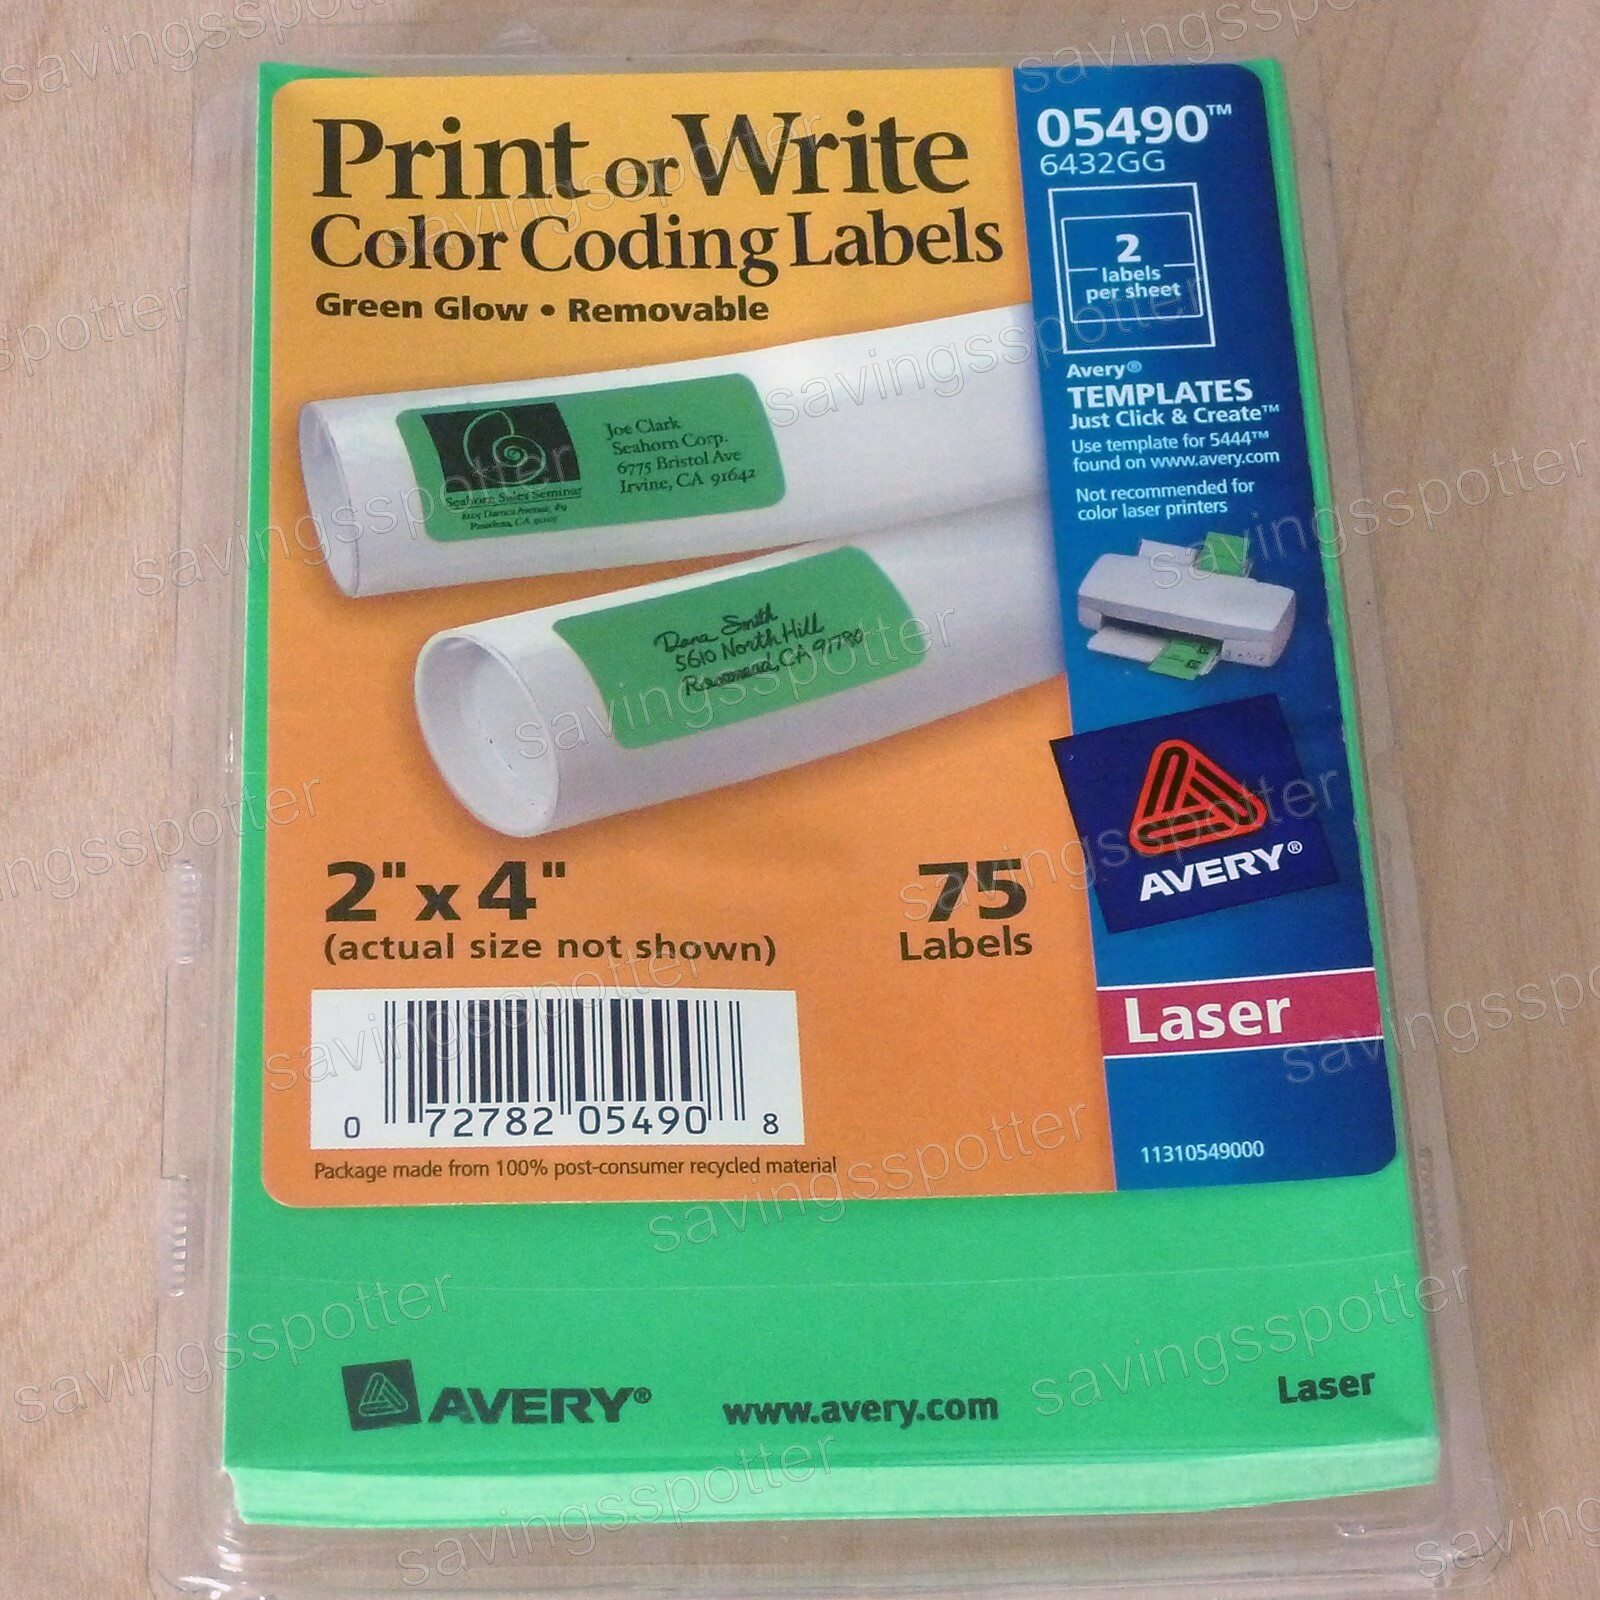 Print or Write
Color Coding Labels
Green Glow • Removable
05490™
6432GG
2
labels
per sheet
Avery®
TEMPLATES
Just Click & Create™
Use template for 5444™
found on www.avery.com
Not recommended for
color laser printers
Joe Clark
Seahorn Corp.
6775 Bristol Ave
Irvine, CA 91642
Seahorn Sales Seminar
Dana Smith
5610 North Hill
Rosemead, CA 91780
AVERY®
2" x 4"
(actual size not shown)
75
Labels
Laser
0 72782 05490 8
11310549000
Package made from 100% post-consumer recycled material
AVERY®
www.avery.com
Laser
savingsspotter